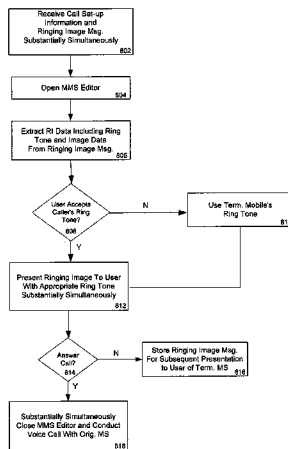 Receive Call Set-up
Information and
Ringing Image Msg.
Substantially Simultaneously
802
Open MMS Editor
804
Extract RI Data Including Ring
Tone and Image Data
From Ringing Image Msg.
806
User Accepts
Caller's Ring
Tone?
808
N
Use Term. Mobile's
Ring Tone
Y
Present Ringing Image To User
With Appropriate Ring Tone
Substantially Simultaneously
812
Answer
Call?
814
N
Store Ringing Image Msg.
For Subsequent Presentation
to User of Term. MS
816
Y
Substantially Simultaneously
Close MMS Editor and Conduct
Voice Call With Orig. MS
818